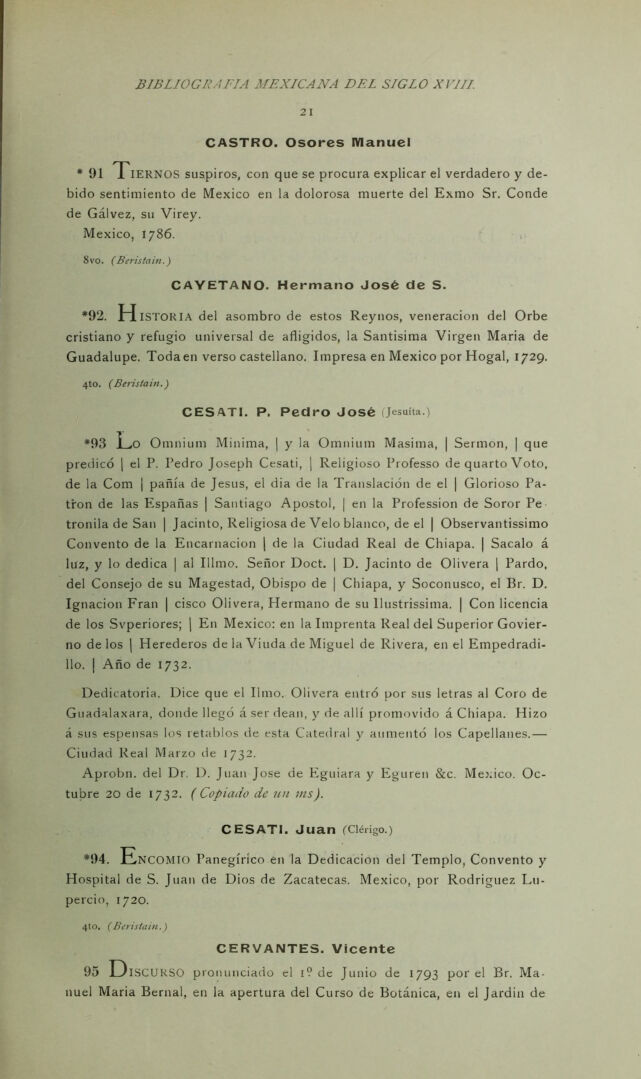 BIBLIOGRAFIA MEXICANA DEL SIGLO XVIII.
21
CASTRO. Osores Manuel
* 91 TIERNOS suspiros, con que se procura explicar el verdadero y de-
bido sentimiento de Mexico en la dolorosa muerte del Exmo Sr. Conde
de Gálvez, su Virey.
Mexico, 1786.
8vo. (Beristain.)
CAYETANO. Hermano José de S.
*92. HISTORIA del asombro de estos Reynos, veneracion del Orbe
cristiano y refugio universal de afligidos, la Santisima Virgen Maria de
Guadalupe. Toda en verso castellano. Impresa en Mexico por Hogal, 1729.
4to. (Beristain.)
CESATI. P. Pedro José (Jesuíta.)
*93 Lo Omnium Minima, | y la Omnium Masima, | Sermon, | que
predicó | el P. Pedro Joseph Cesati, | Religioso Professo de quarto Voto,
de la Com | pañía de Jesus, el dia de la Translación de el | Glorioso Pa-
tron de las Españas | Santiago Apostol, | en la Profession de Soror Pe
tronila de San | Jacinto, Religiosa de Velo blanco, de el | Observantissimo
Convento de la Encarnacion | de la Ciudad Real de Chiapa. | Sacalo á
luz, y lo dedica | al Illmo. Señor Doct. | D. Jacinto de Olivera | Pardo,
del Consejo de su Magestad, Obispo de | Chiapa, y Soconusco, el Br. D.
Ignacion Fran | cisco Olivera, Hermano de su Ilustrissima. | Con licencia
de los Svperiores; | En Mexico: en la Imprenta Real del Superior Govier-
no de los | Herederos de la Viuda de Miguel de Rivera, en el Empedradi-
llo. | Año de 1732.
Dedicatoria. Dice que el Ilmo. Olivera entró por sus letras al Coro de
Guadalaxara, donde llegó á ser dean, y de allí promovido á Chiapa. Hizo
á sus espensas los retablos de esta Catedral y aumentó los Capellanes.—
Ciudad Real Marzo de 1732.
Aprobn. del Dr. D. Juan Jose de Eguiara y Eguren &c. Mexico. Oc-
tubre 20 de 1732. (Copiado de un ms).
CESATI. Juan (Clérigo.)
*94. ENCOMIO Panegírico en la Dedicacion del Templo, Convento y
Hospital de S. Juan de Dios de Zacatecas. Mexico, por Rodriguez Lu-
percio, 1720.
4to. (Beristain.)
CERVANTES. Vicente
95 DISCURSO pronunciado el 1º de Junio de 1793 por el Br. Ma-
nuel Maria Bernal, en la apertura del Curso de Botánica, en el Jardin de